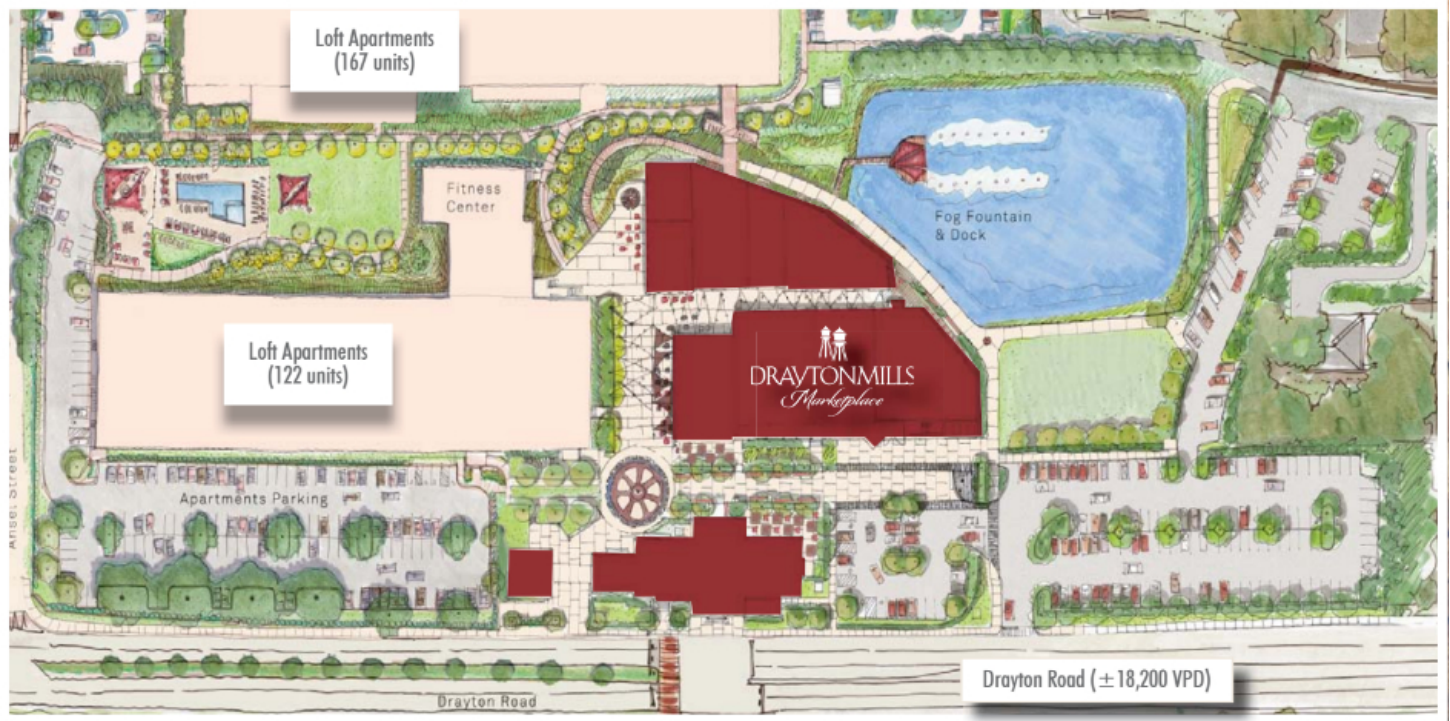 Loft Apartments
(167 units)
Fitness
Center
Fog Fountain
& Dock
Loft Apartments
(122 units)
DRAYTONMILLS
Marketplace
Street
Apartments Parking
Drayton Road (±18,200 VPD)
Drayton Road